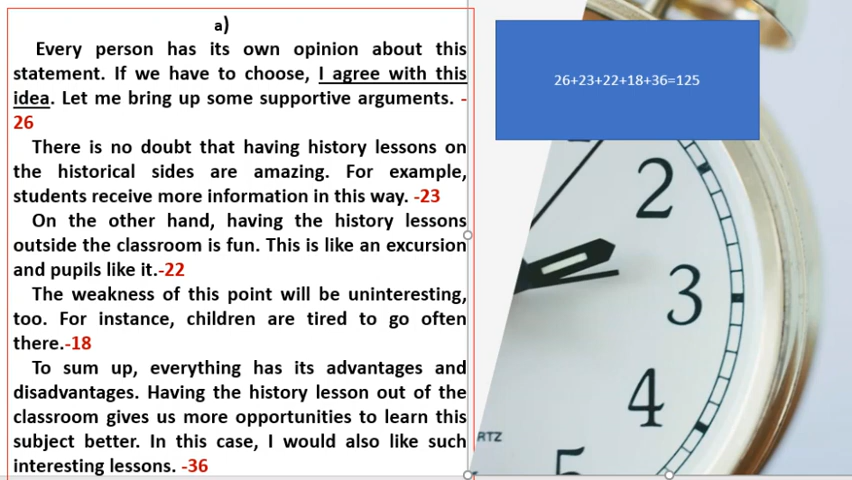 a)
Every person has its own opinion about this
statement. If we have to choose, I agree with this
idea. Let me bring up some supportive arguments. -
26
There is no doubt that having history lessons on
the historical sides are amazing. For example,
students receive more information in this way. -23
On the other hand, having the history lessons
outside the classroom is fun. This is like an excursion
and pupils like it.-22
The weakness of this point will be uninteresting,
too. For instance, children are tired to go often
there.-18
To sum up, everything has its advantages and
disadvantages. Having the history lesson out of the
classroom gives us more opportunities to learn this
subject better. In this case, I would also like such
interesting lessons. -36
26+23+22+18+36=125
2
3
4
RTZ
5